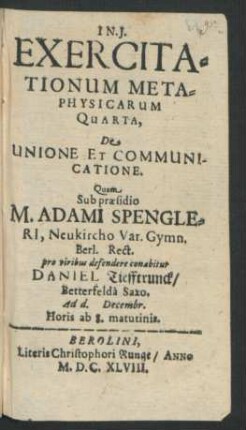 I N. J.
EXERCITA-
TIONUM META-
PHYSICARUM
QUARTA,
De
UNIONE ET COMMUNI-
CATIONE.
Quam
Sub præsidio
M. ADAMI SPENGLE-
RI, Neukircho Var. Gymn.
Berl. Rect.
pro viribus defendere conabitur
DANIEL Tiefftrunck/
Betterfeldâ Saxo.
Ad d. Decembr.
Horis ab 8. matutinis.
BEROLINI,
Literis Christophori Runge/ ANNO
M. D. C. XLVIII.